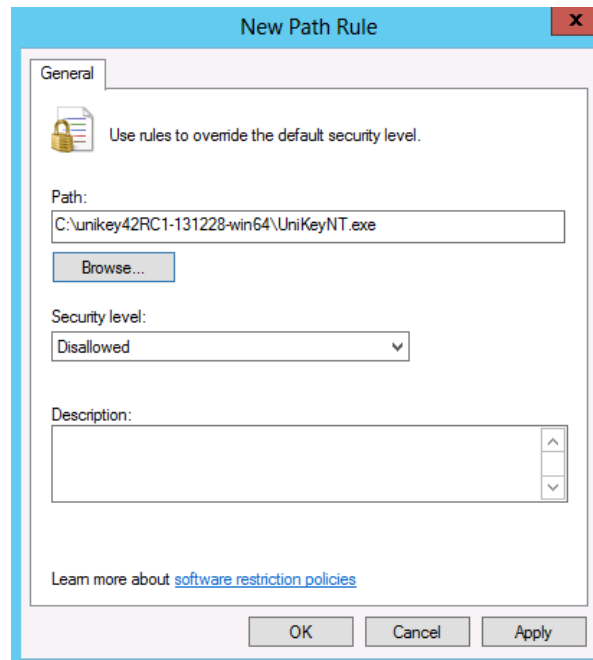 New Path Rule
x
General
Use rules to override the default security level.
Path:
C:\unikey42RC1-131228-win64\UniKeyNT.exe
Browse...
Security level:
Disallowed
Description:
Learn more about software restriction policies
OK Cancel Apply